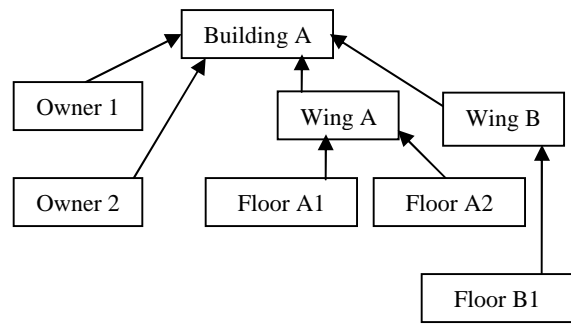 Building A
Owner 1
Wing A
Wing B
Owner 2
Floor A1
Floor A2
Floor B1